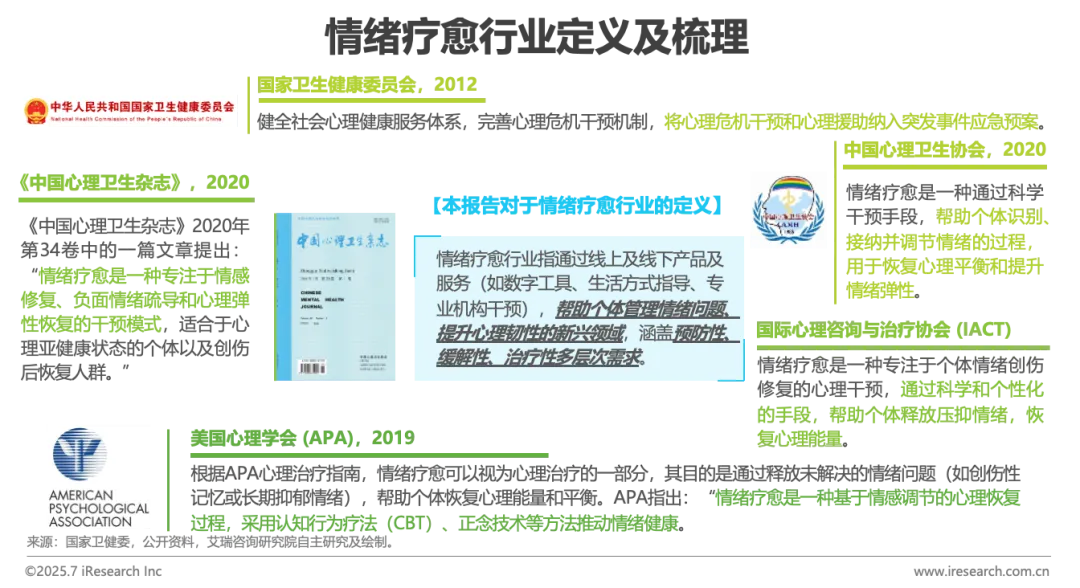 情绪疗愈行业定义及梳理
国家卫生健康委员会，2012
中华人民共和国国家卫生健康委员会
National Health Commission of the People's Republic of China
健全社会心理健康服务体系，完善心理危机干预机制，将心理危机干预和心理援助纳入突发事件应急预案。
《中国心理卫生杂志》，2020
《中国心理卫生杂志》2020年
第34卷中的一篇文章提出：
“情绪疗愈是一种专注于情感
修复、负面情绪疏导和心理弹
性恢复的干预模式，适合于心
理亚健康状态的个体以及创伤
后恢复人群。”
中国心理卫生杂志
CHINESE
MENTAL HEALTH
JOURNAL
【本报告对于情绪疗愈行业的定义】
情绪疗愈行业指通过线上及线下产品及
服务（如数字工具、生活方式指导、专
业机构干预），帮助个体管理情绪问题、
提升心理韧性的新兴领域，涵盖预防性、
缓解性、治疗性多层次需求。
中国心理卫生协会，2020
情绪疗愈是一种通过科学
干预手段，帮助个体识别、
接纳并调节情绪的过程，
用于恢复心理平衡和提升
情绪弹性。
国际心理咨询与治疗协会 (IACT)
情绪疗愈是一种专注于个体情绪创伤
修复的心理干预，通过科学和个性化
的手段，帮助个体释放压抑情绪，恢
复心理能量。
美国心理学会 (APA)，2019
AMERICAN
PSYCHOLOGICAL
ASSOCIATION
根据APA心理治疗指南，情绪疗愈可以视为心理治疗的一部分，其目的是通过释放未解决的情绪问题（如创伤性
记忆或长期抑郁情绪），帮助个体恢复心理能量和平衡。APA指出：“情绪疗愈是一种基于情感调节的心理恢复
过程，采用认知行为疗法（CBT）、正念技术等方法推动情绪健康。
来源：国家卫健委，公开资料，艾瑞咨询研究院自主研究及绘制。
©2025.7 iResearch Inc
www.iresearch.com.cn